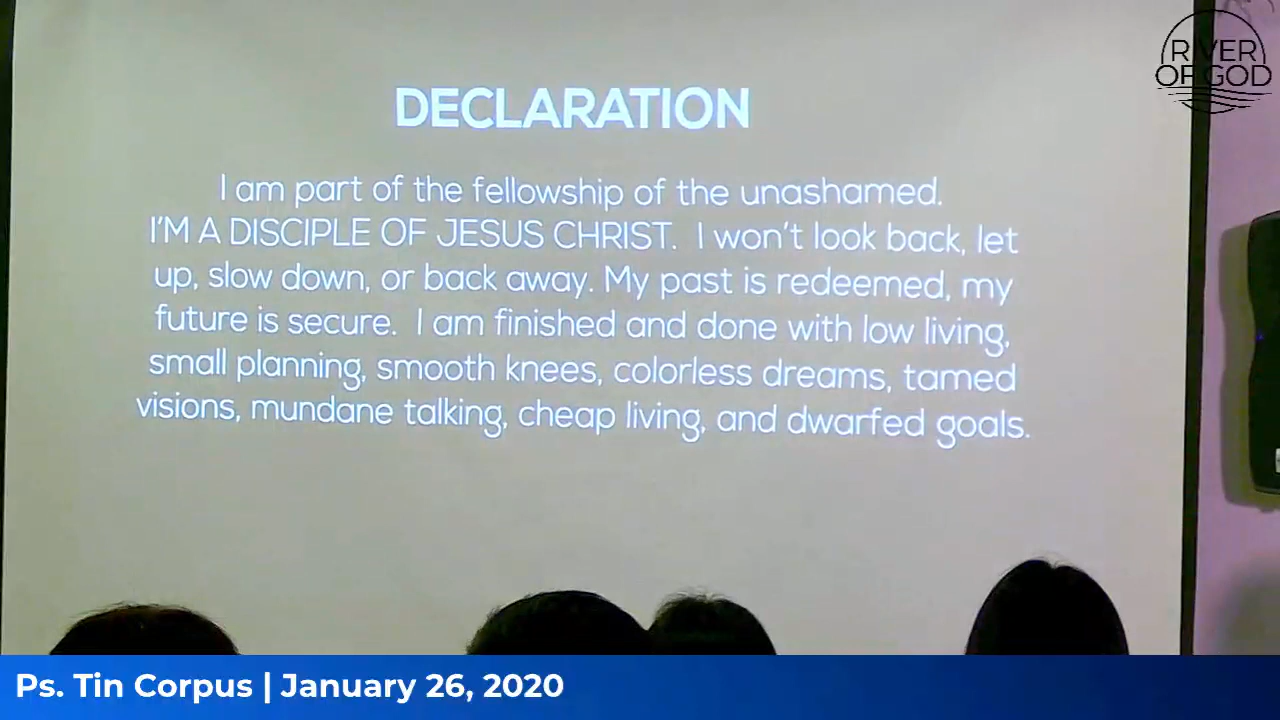 RIVER
OF GOD
DECLARATION
I am part of the fellowship of the unashamed.
I'M A DISCIPLE OF JESUS CHRIST.  I won't look back, let
up, slow down, or back away. My past is redeemed, my
future is secure.  I am finished and done with low living,
small planning, smooth knees, colorless dreams, tamed
visions, mundane talking, cheap living, and dwarfed goals.
Ps. Tin Corpus | January 26, 2020